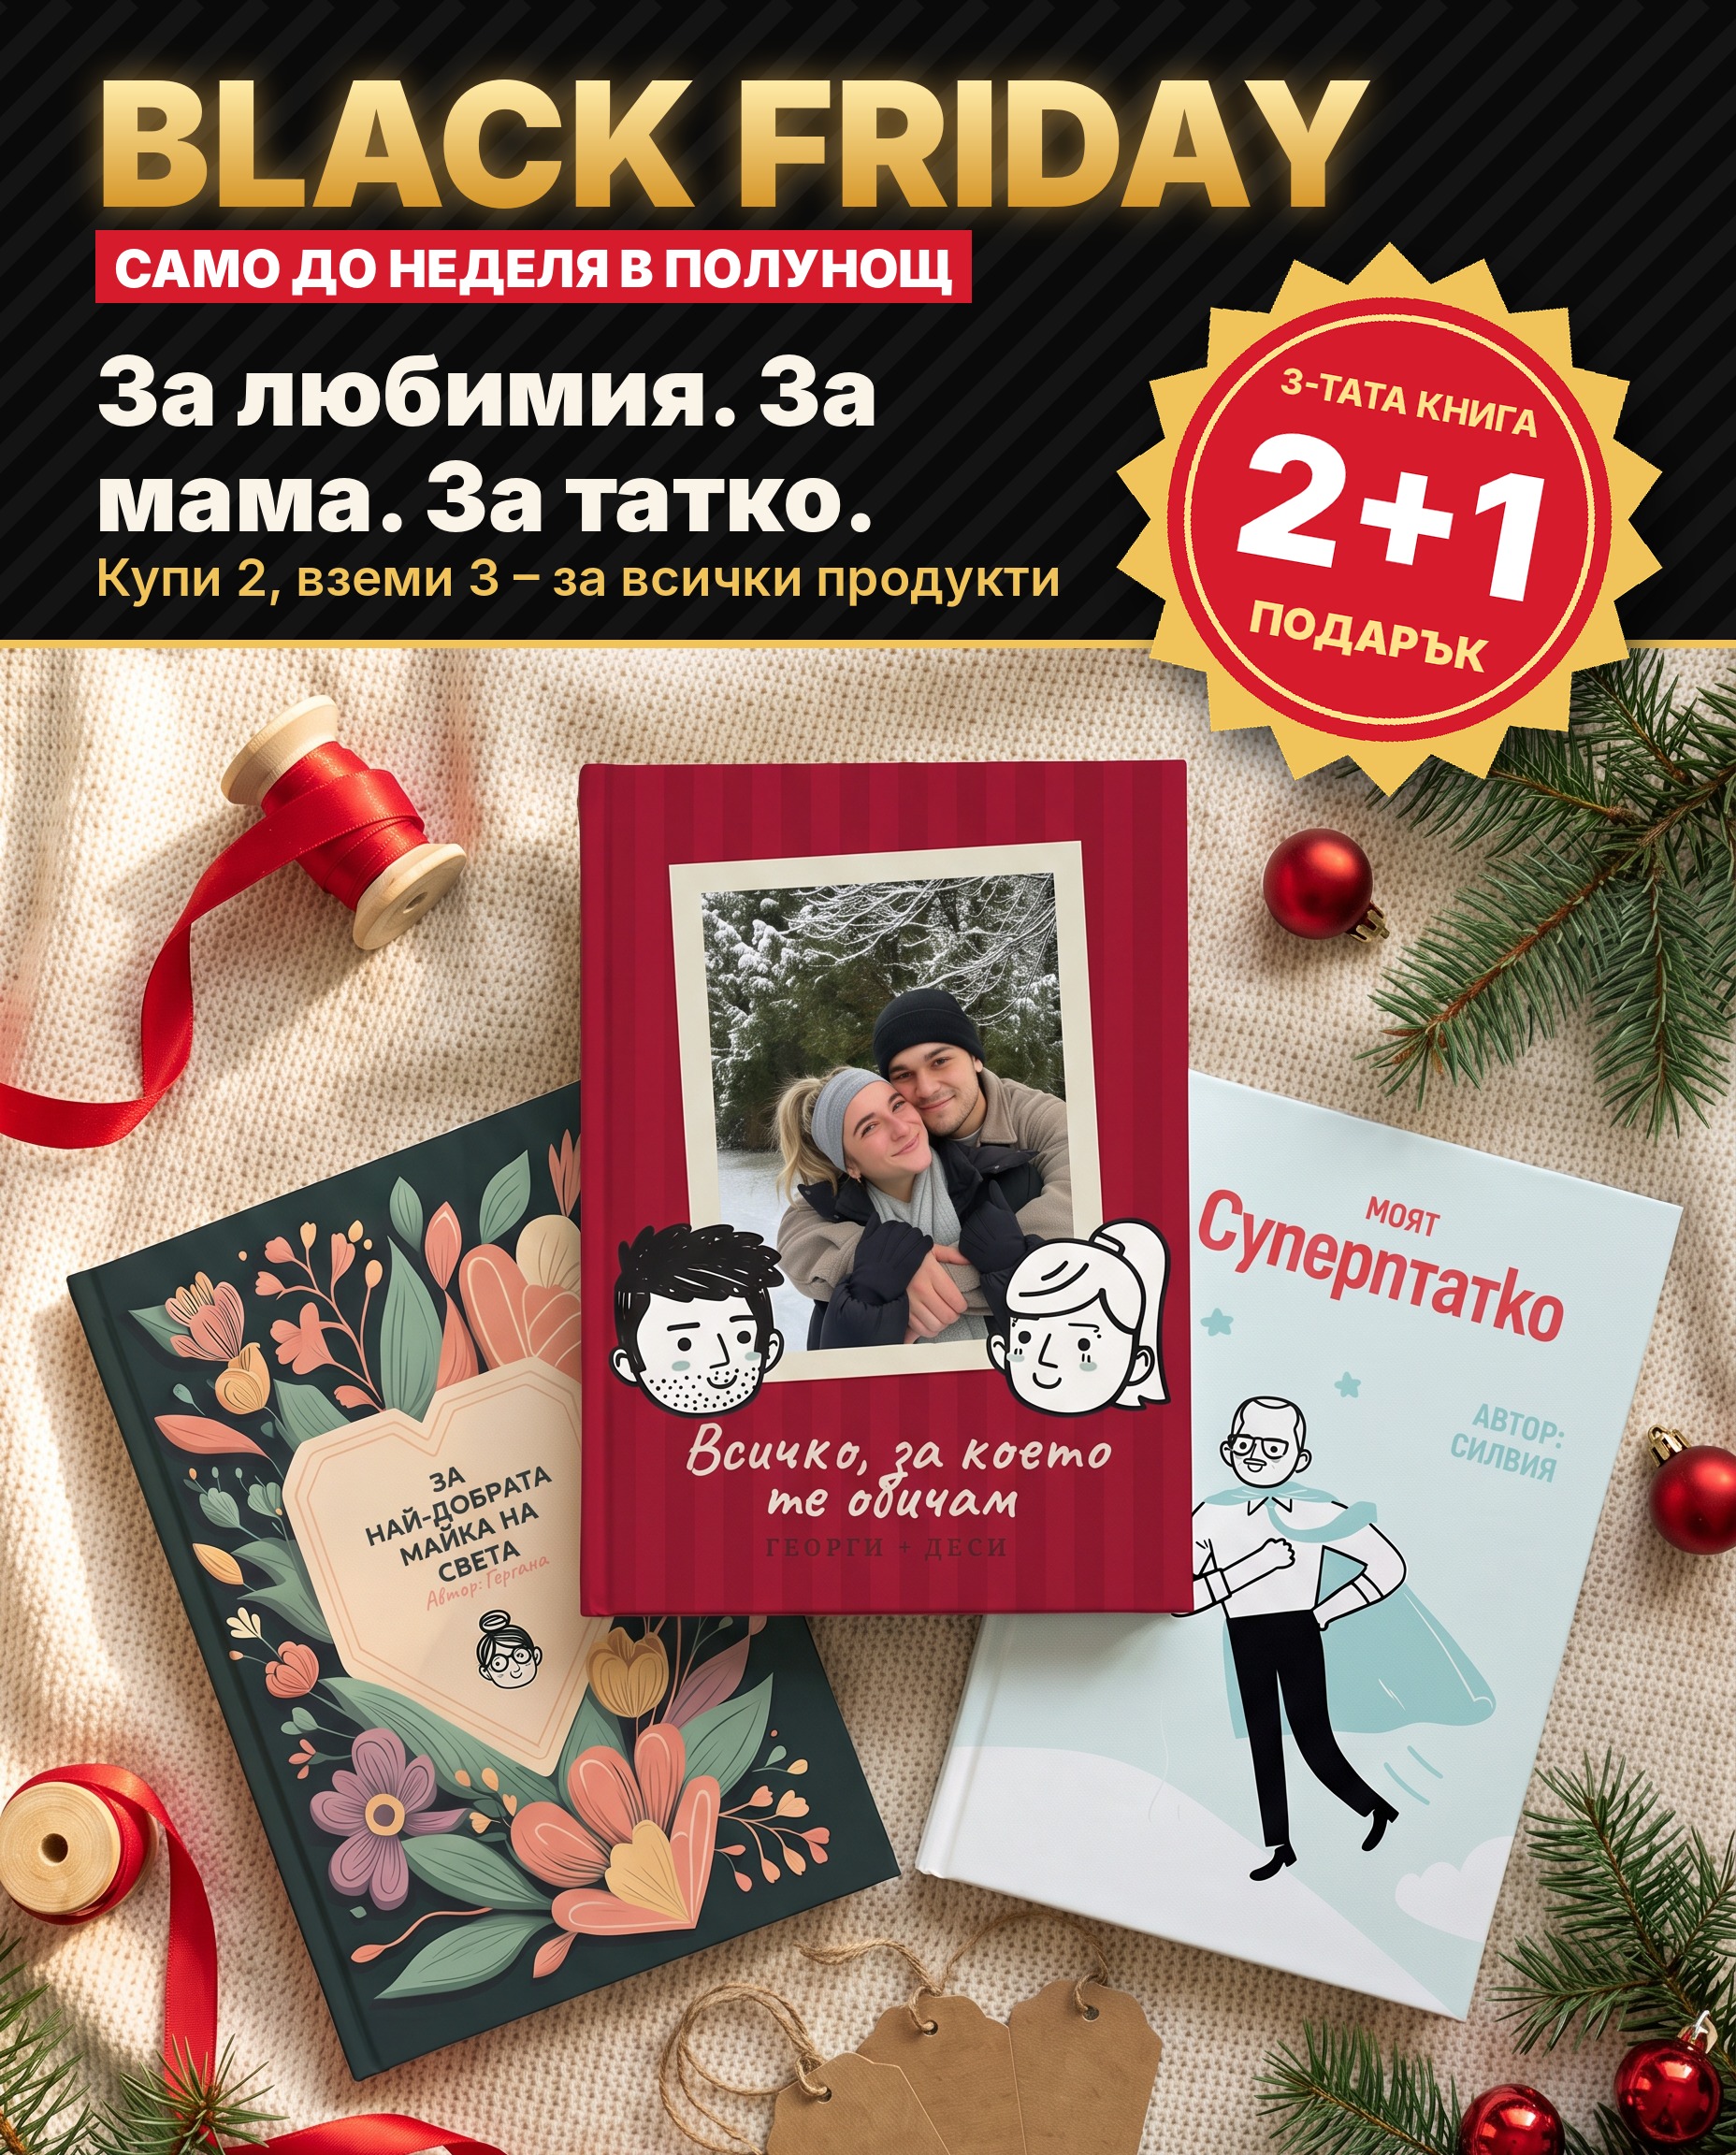 BLACK FRIDAY
САМО ДО НЕДЕЛЯ В ПОЛУНОЩ
За любимия. За
мама. За татко.
Купи 2, вземи 3 – за всички продукти
3-ТАТА КНИГА
2+1
ПОДАРЪК
Всичко, за което
те обичам
ГЕОРГИ + ДЕСИ
ЗА
НАЙ-ДОБРАТА
МАЙКА НА
СВЕТА
Автор: Гергана
МОЯТ
Суперптатко
АВТОР:
СИЛВИЯ